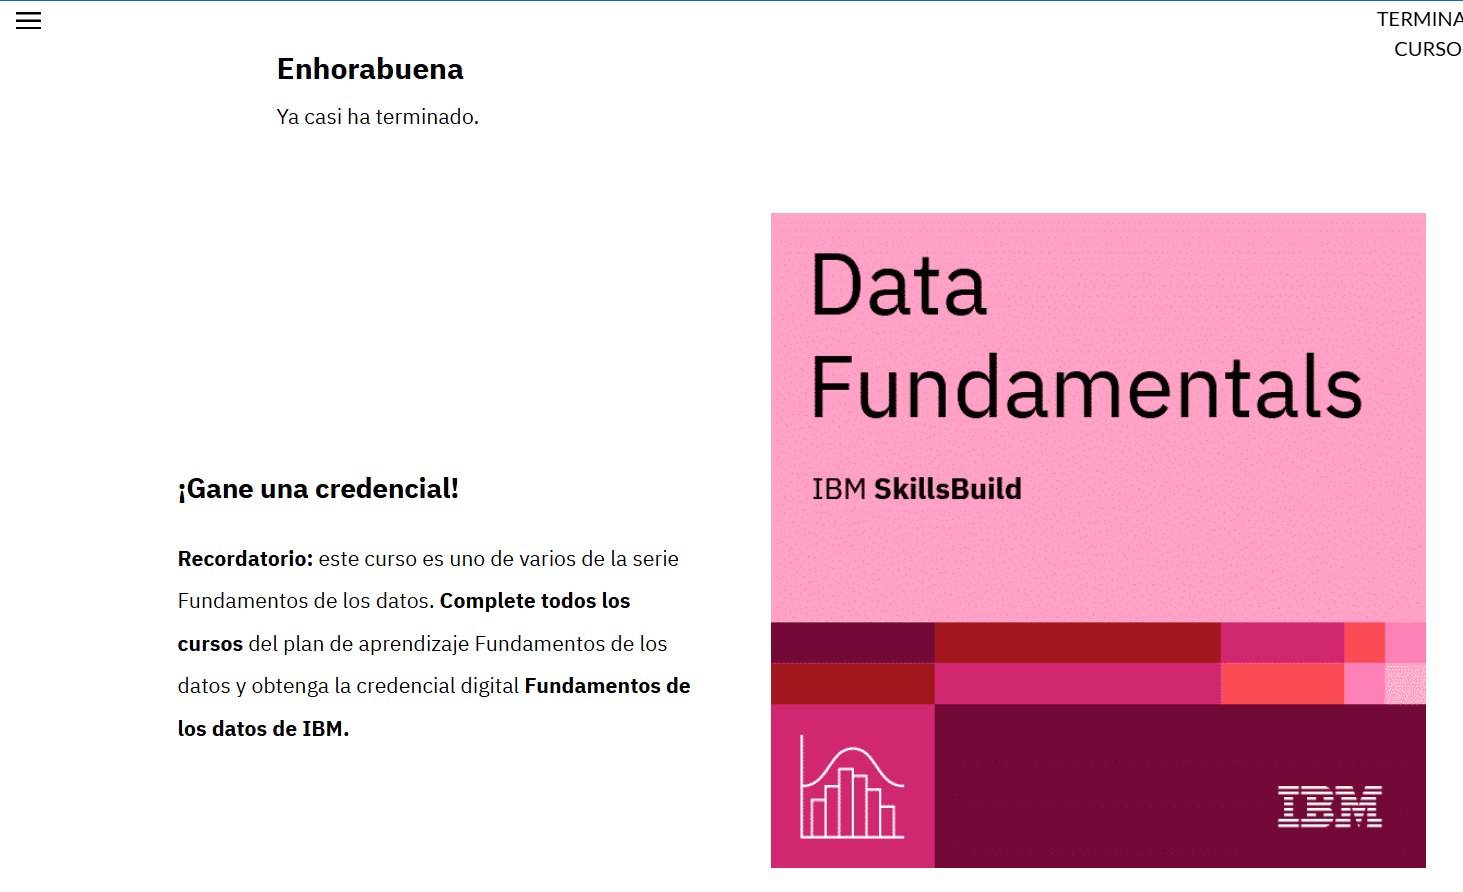 TERMINA
CURSO
Enhorabuena
Ya casi ha terminado.
¡Gane una credencial!
Recordatorio: este curso es uno de varios de la serie
Fundamentos de los datos. Complete todos los
cursos del plan de aprendizaje Fundamentos de los
datos y obtenga la credencial digital Fundamentos de
los datos de IBM.
Data
Fundamentals
IBM SkillsBuild
IBM